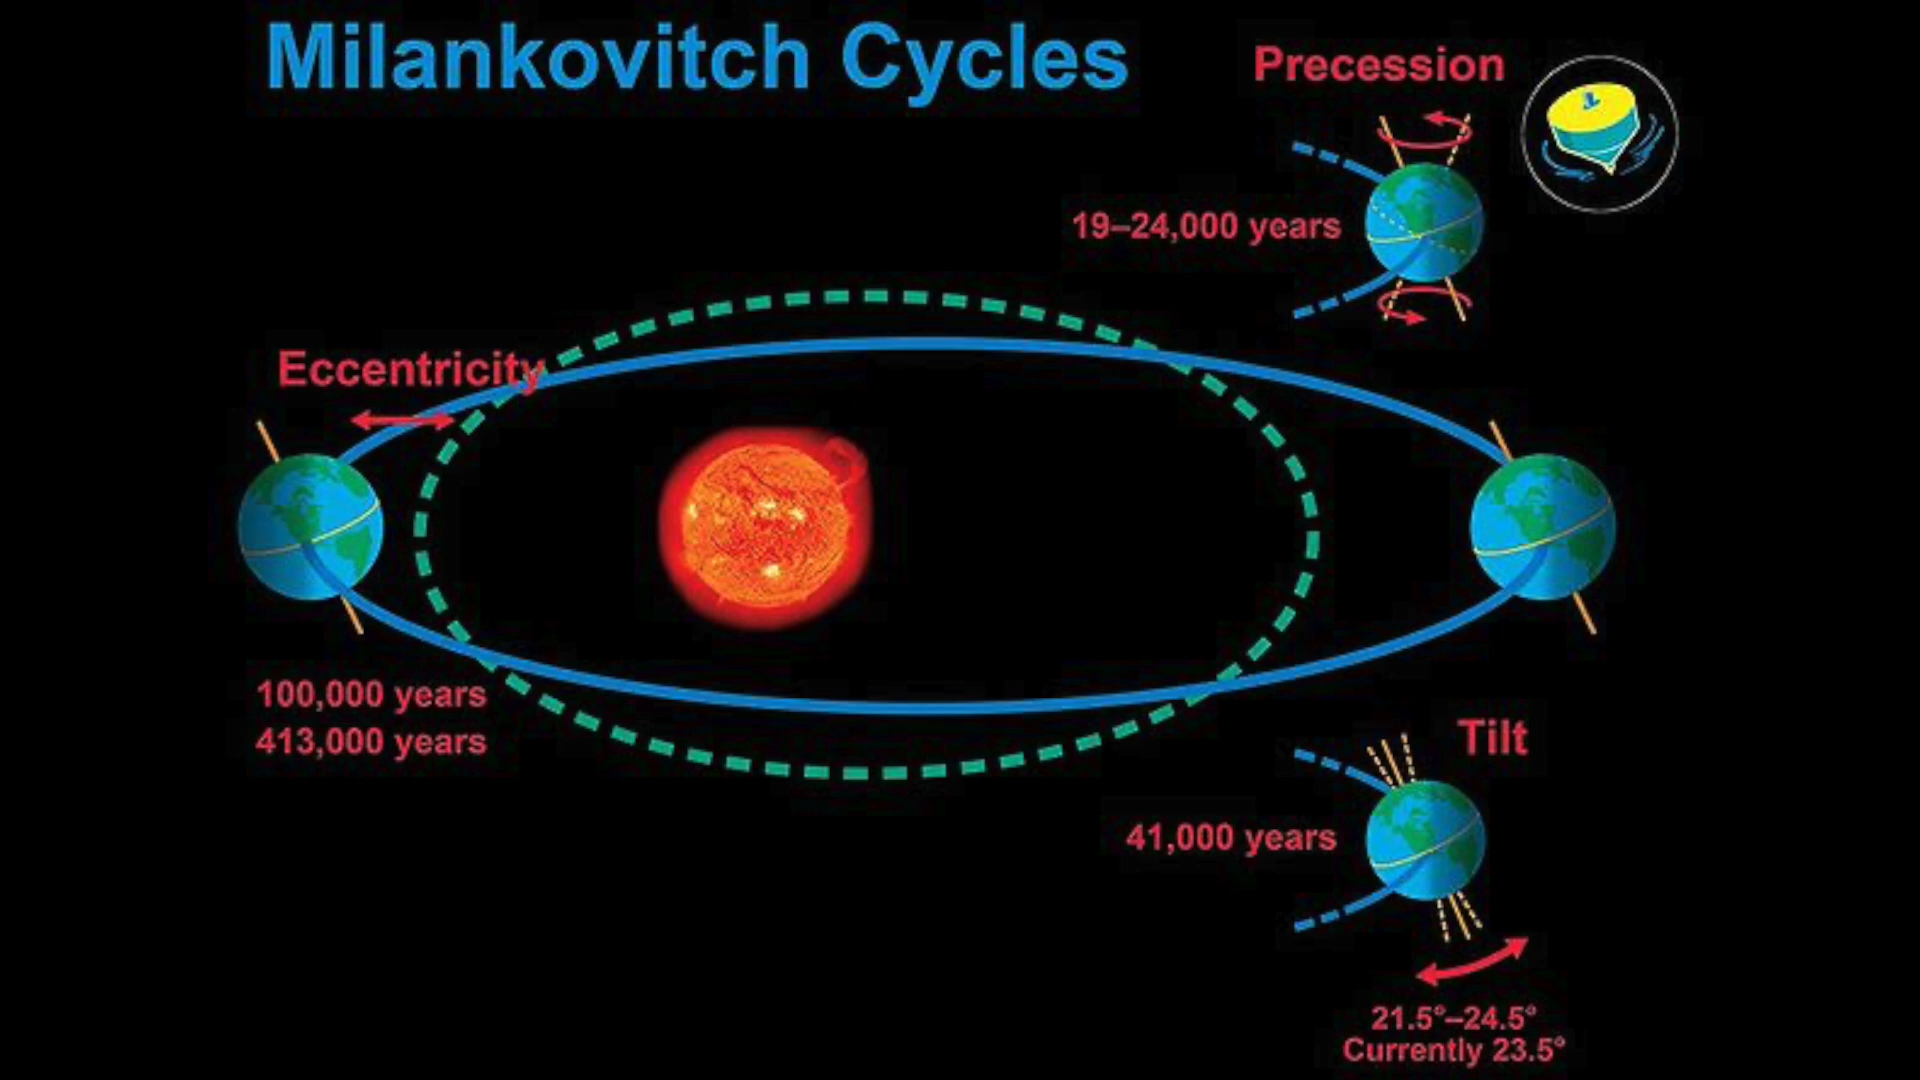 Milankovitch Cycles
Precession
19–24,000 years
Eccentricity
100,000 years
413,000 years
Tilt
41,000 years
21.5°–24.5°
Currently 23.5°